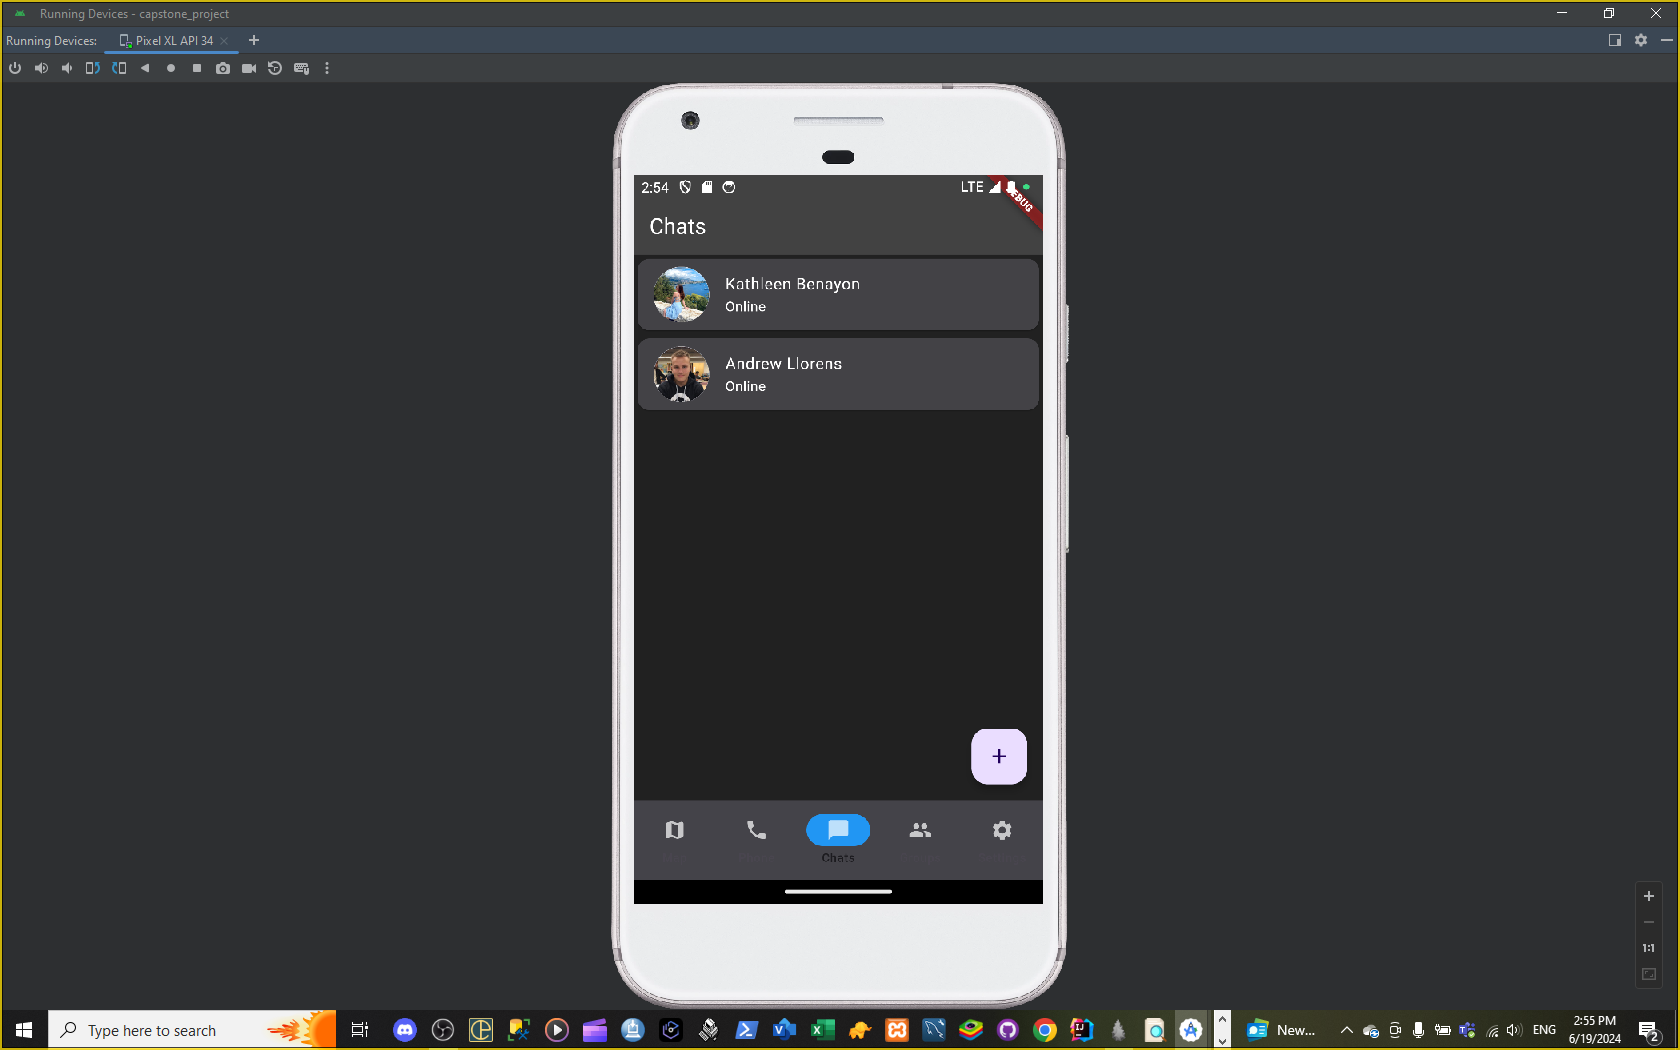 Running Devices - capstone_project
Running Devices:
Pixel XL API 34
2:54
LTE
Chats
Kathleen Benayon
Online
Andrew Llorens
Online
Chats
1:1
Type here to search
New...
ENG
2:55 PM
6/19/2024
2